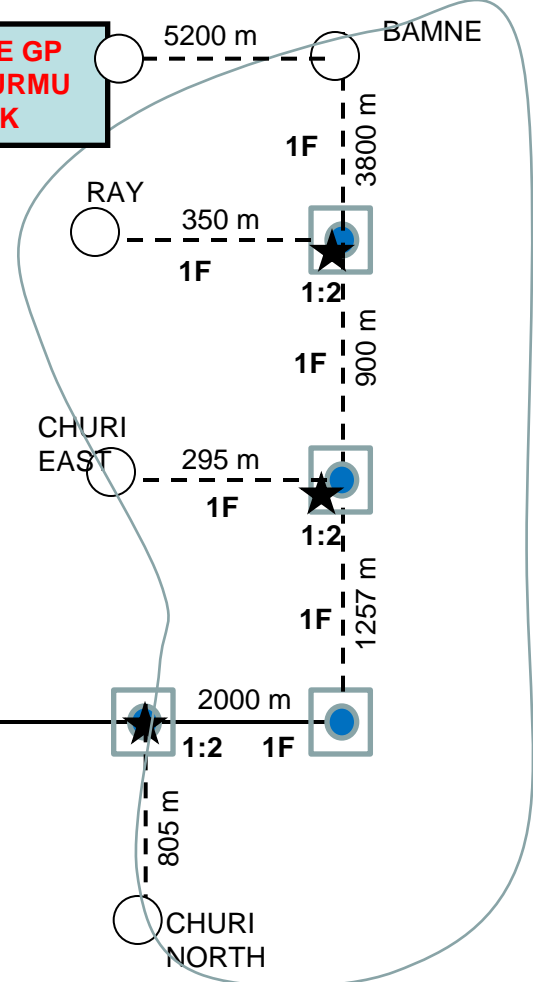 5200 m
BAMNE
E GP
URMU
K
1F
3800 m
RAY
350 m
1F
1:2
1F
900 m
CHURI
EAST
295 m
1F
1:2
1F
1257 m
2000 m
1:2
1F
805 m
CHURI
NORTH